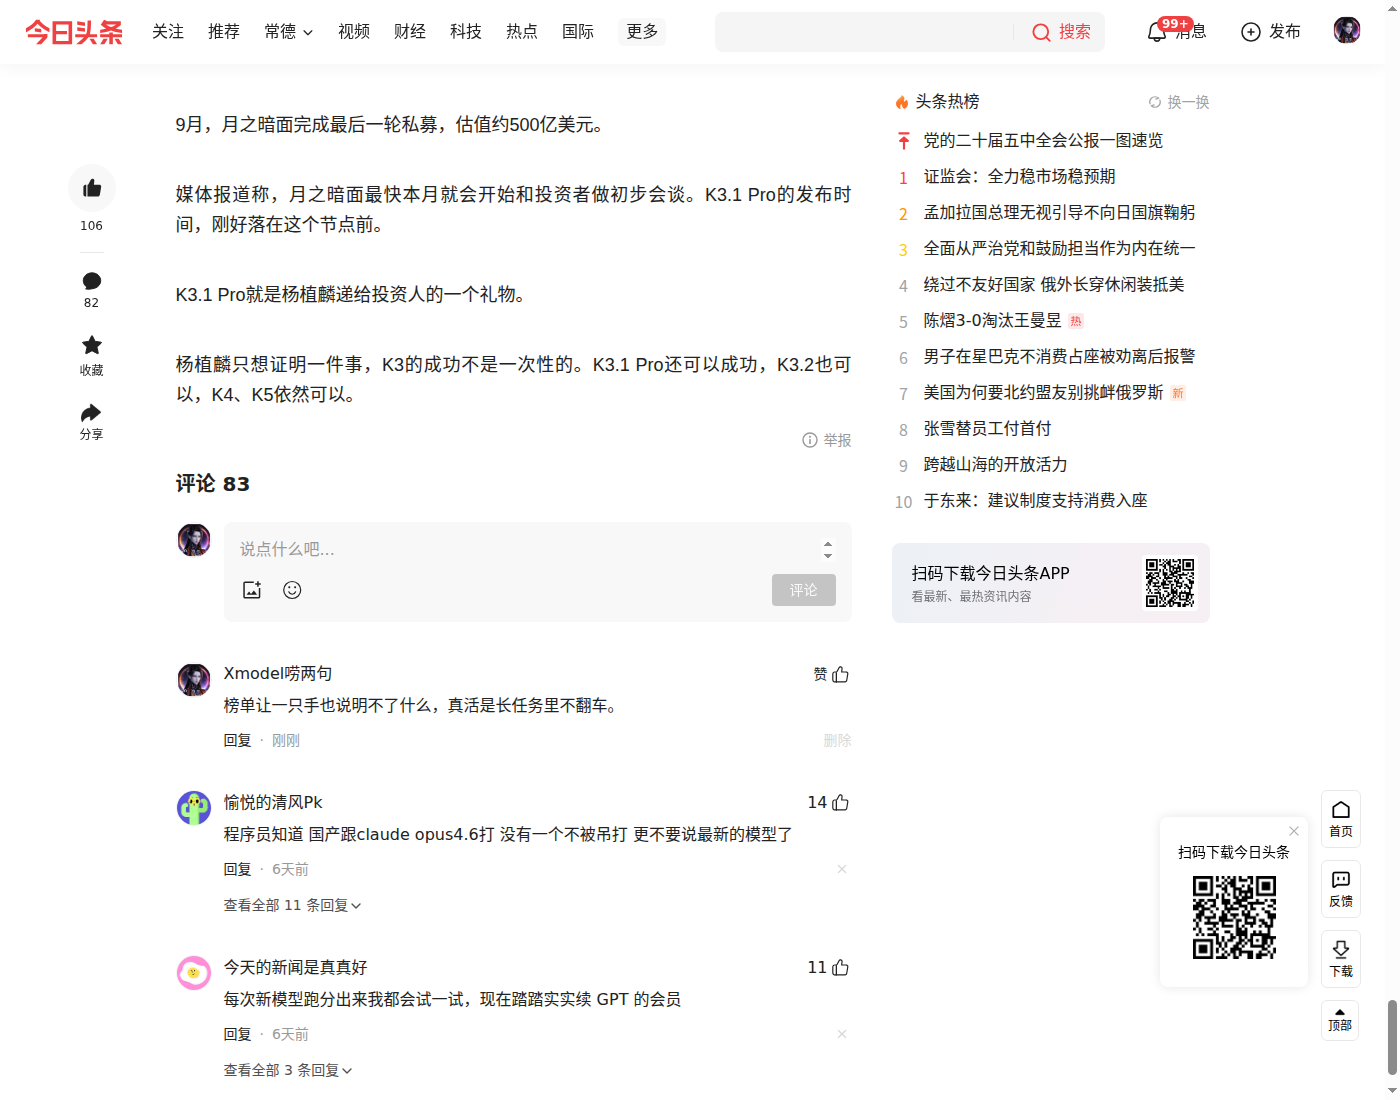 今日头条
关注 推荐 常德 视频 财经 科技 热点 国际 更多
搜索
99+
消息
发布
9月，月之暗面完成最后一轮私募，估值约500亿美元。
媒体报道称，月之暗面最快本月就会开始和投资者做初步会谈。K3.1 Pro的发布时
间，刚好落在这个节点前。
K3.1 Pro就是杨植麟递给投资人的一个礼物。
杨植麟只想证明一件事，K3的成功不是一次性的。K3.1 Pro还可以成功，K3.2也可
以，K4、K5依然可以。
106
82
收藏
分享
举报
评论 83
说点什么吧...
评论
Xmodel唠两句
赞
榜单让一只手也说明不了什么，真活是长任务里不翻车。
回复 · 刚刚
删除
愉悦的清风Pk
14
程序员知道 国产跟claude opus4.6打 没有一个不被吊打 更不要说最新的模型了
回复 · 6天前
查看全部 11 条回复
今天的新闻是真真好
11
每次新模型跑分出来我都会试一试，现在踏踏实实续 GPT 的会员
回复 · 6天前
查看全部 3 条回复
头条热榜
换一换
党的二十届五中全会公报一图速览
1 证监会：全力稳市场稳预期
2 孟加拉国总理无视引导不向日国旗鞠躬
3 全面从严治党和鼓励担当作为内在统一
4 绕过不友好国家 俄外长穿休闲装抵美
5 陈熠3-0淘汰王曼昱 热
6 男子在星巴克不消费占座被劝离后报警
7 美国为何要北约盟友别挑衅俄罗斯 新
8 张雪替员工付首付
9 跨越山海的开放活力
10 于东来：建议制度支持消费入座
扫码下载今日头条APP
看最新、最热资讯内容
扫码下载今日头条
首页
反馈
下载
顶部